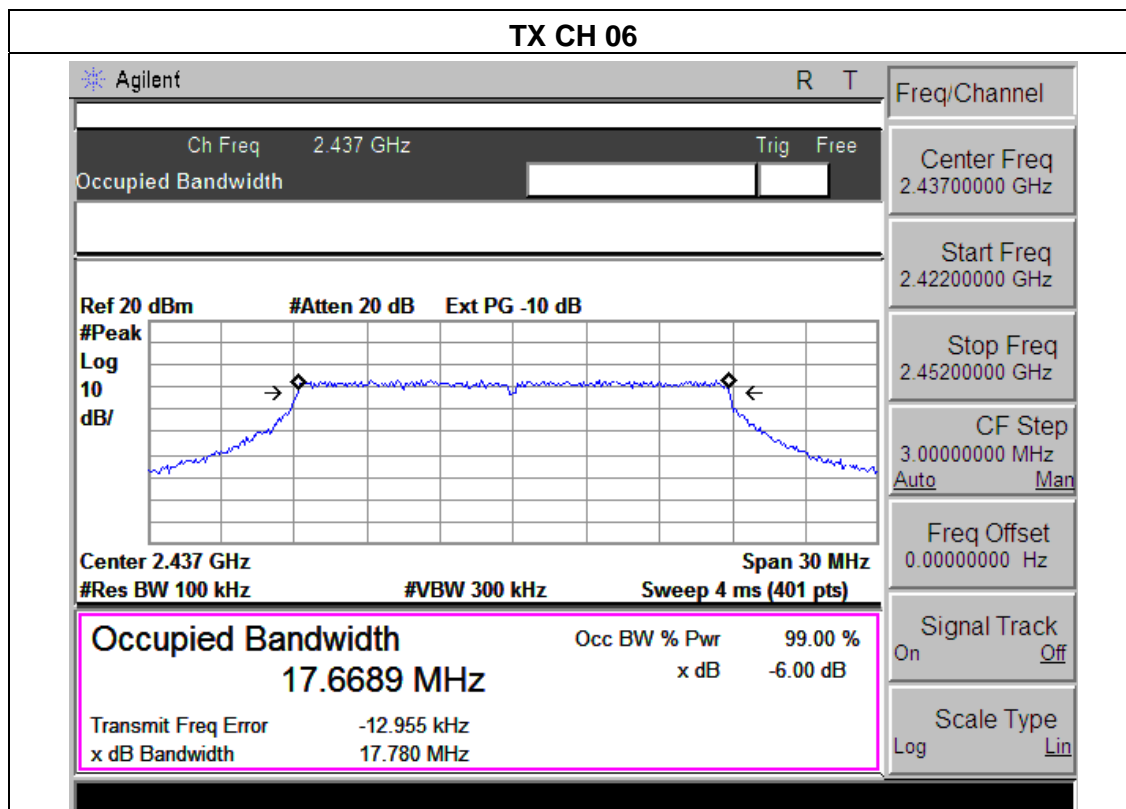 TX CH 06
Agilent R T
Ch Freq 2.437 GHz Trig Free
Occupied Bandwidth
Ref 20 dBm #Atten 20 dB Ext PG -10 dB
#Peak
Log
10
dB/
Center 2.437 GHz Span 30 MHz
#Res BW 100 kHz #VBW 300 kHz Sweep 4 ms (401 pts)
Occupied Bandwidth Occ BW % Pwr 99.00 %
17.6689 MHz x dB -6.00 dB
Transmit Freq Error -12.955 kHz
x dB Bandwidth 17.780 MHz
Freq/Channel
Center Freq
2.43700000 GHz
Start Freq
2.42200000 GHz
Stop Freq
2.45200000 GHz
CF Step
3.00000000 MHz
Auto Man
Freq Offset
0.00000000 Hz
Signal Track
On Off
Scale Type
Log Lin